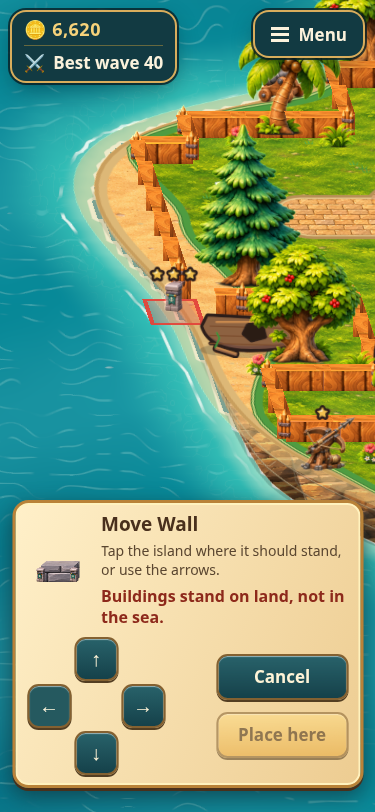 6,620
Best wave 40
Menu
Move Wall
Tap the island where it should stand,
or use the arrows.
Buildings stand on land, not in
the sea.
↑
← →
↓
Cancel
Place here